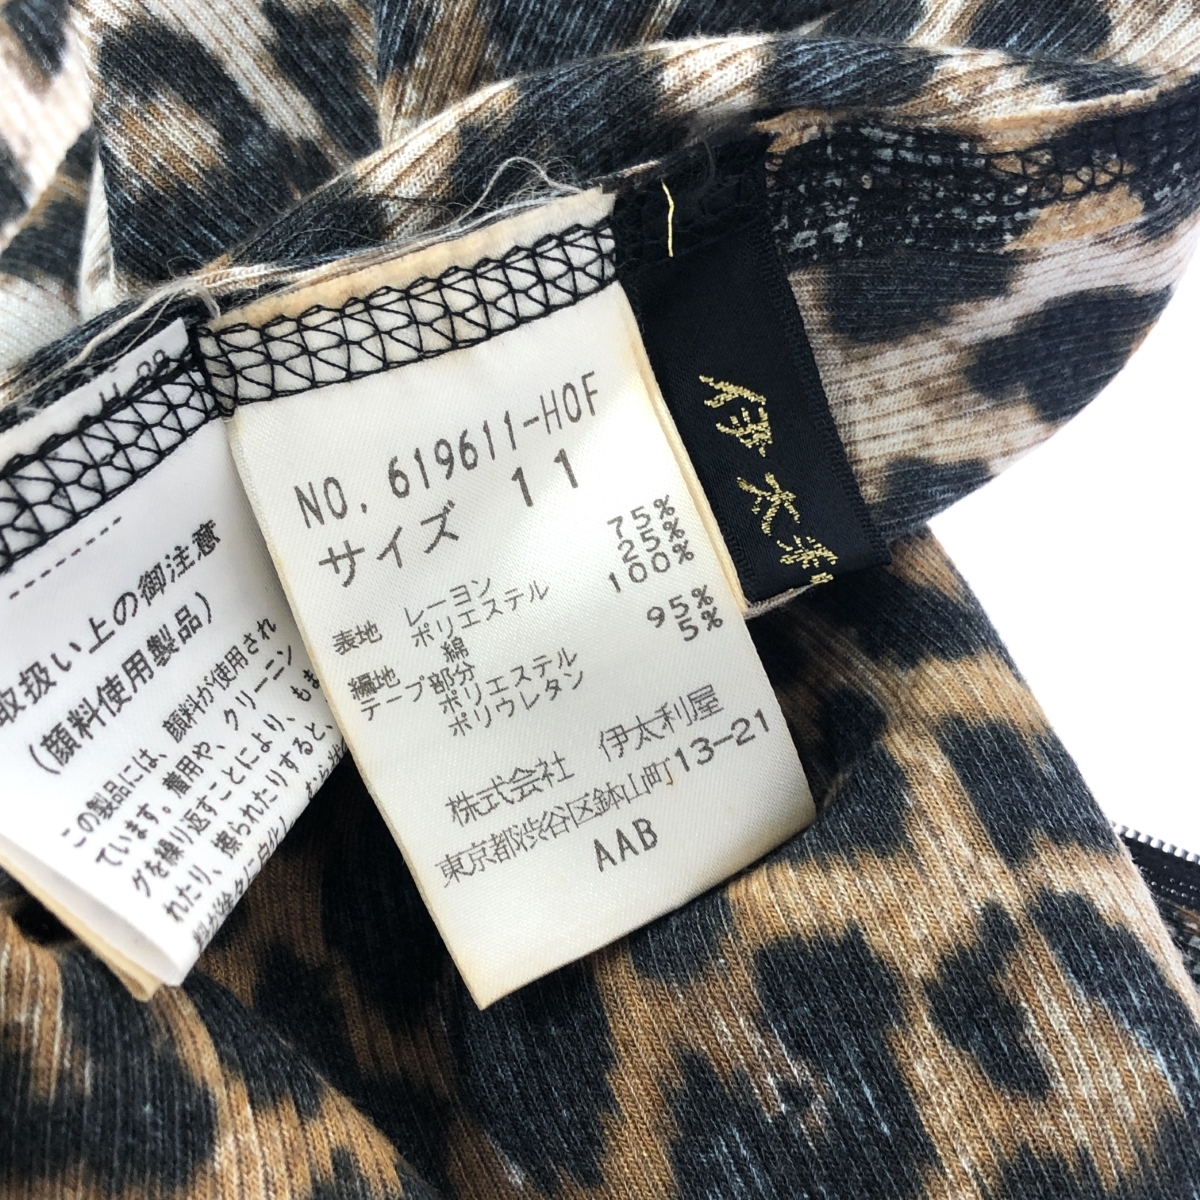 取扱い上の御注意
(顔料使用製品)
この製品には、顔料が使用され
ています。着用や、クリーニン
グを繰り返すことにより、もま
れたり、擦られたりすると、
NO. 619611-HOF
サイズ 11
表地 レーヨン 75%
ポリエステル 25%
綿 100%
編地
テープ部分
ポリエステル 95%
ポリウレタン 5%
株式会社 伊太利屋
東京都渋谷区鉢山町13-21
AAB
伊太利